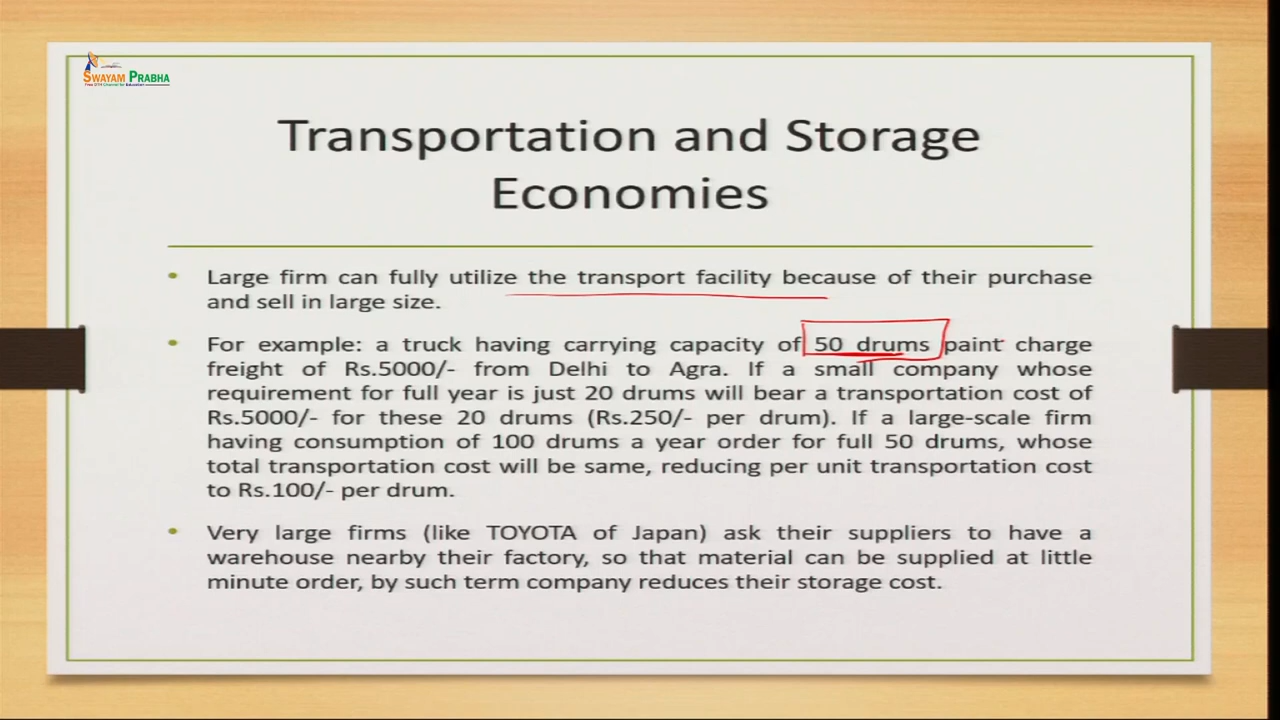 SWAYAM PRABHA
Free DTH Channel for Education
Transportation and Storage
Economies
• Large firm can fully utilize the transport facility because of their purchase
and sell in large size.
• For example: a truck having carrying capacity of 50 drums paint charge
freight of Rs.5000/- from Delhi to Agra. If a small company whose
requirement for full year is just 20 drums will bear a transportation cost of
Rs.5000/- for these 20 drums (Rs.250/- per drum). If a large-scale firm
having consumption of 100 drums a year order for full 50 drums, whose
total transportation cost will be same, reducing per unit transportation cost
to Rs.100/- per drum.
• Very large firms (like TOYOTA of Japan) ask their suppliers to have a
warehouse nearby their factory, so that material can be supplied at little
minute order, by such term company reduces their storage cost.